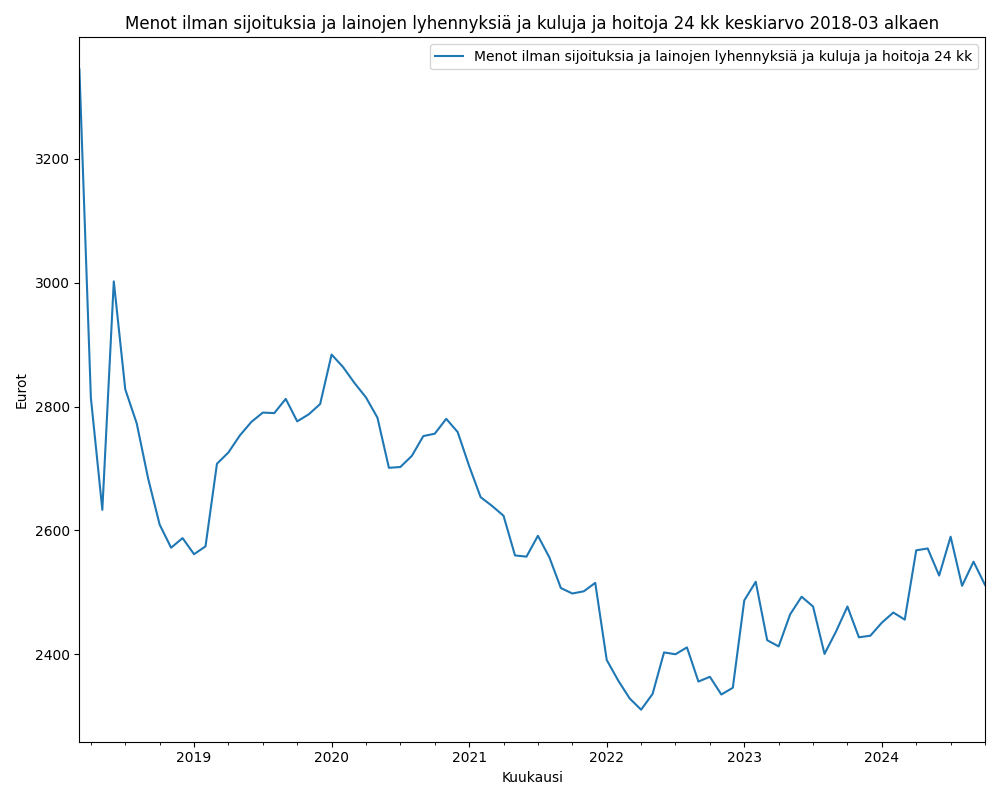 Menot ilman sijoituksia ja lainojen lyhennyksiä ja kuluja ja hoitoja 24 kk keskiarvo 2018-03 alkaen
Menot ilman sijoituksia ja lainojen lyhennyksiä ja kuluja ja hoitoja 24 kk
3200
3000
2800
2600
2400
Eurot
2019
2020
2021
2022
2023
2024
Kuukausi